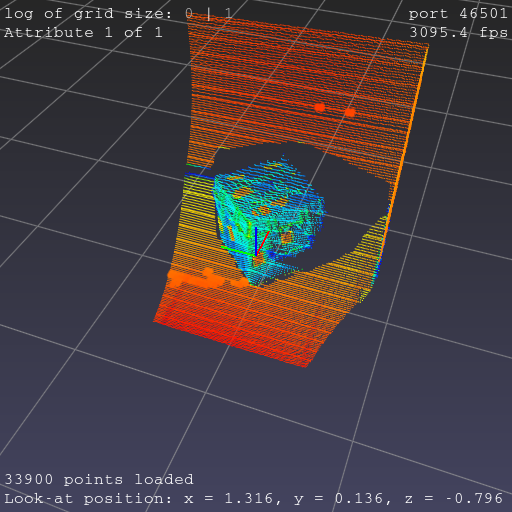 log of grid size: 0 | 1
port 46501
Attribute 1 of 1
3095.4 fps
33900 points loaded
Look-at position: x = 1.316, y = 0.136, z = -0.796